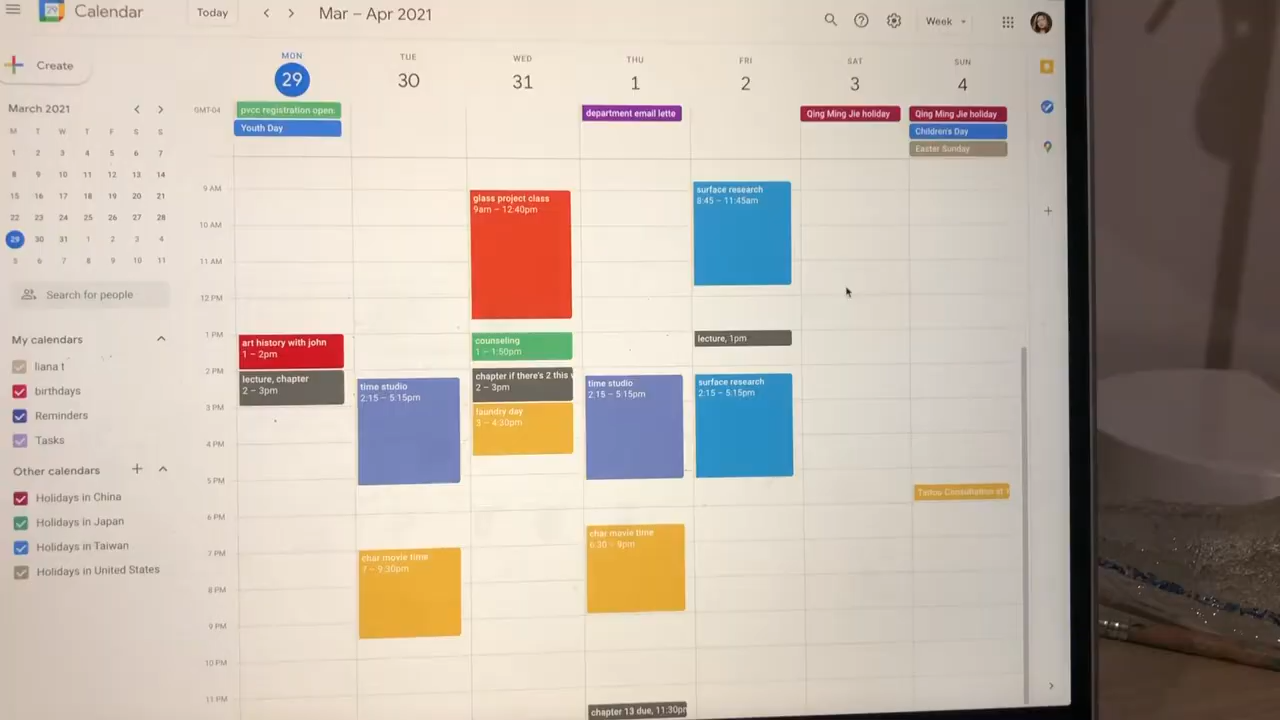 29
Calendar
Today
Mar – Apr 2021
Week
Create
March 2021
M T W T F S S
1 2 3 4 5 6 7
8 9 10 11 12 13 14
15 16 17 18 19 20 21
22 23 24 25 26 27 28
29 30 31 1 2 3 4
5 6 7 8 9 10 11
Search for people
My calendars
liana t
birthdays
Reminders
Tasks
Other calendars
Holidays in China
Holidays in Japan
Holidays in Taiwan
Holidays in United States
MON TUE WED THU FRI SAT SUN
29 30 31 1 2 3 4
GMT-04
pvcc registration open
Youth Day
department email lette
Qing Ming Jie holiday
Qing Ming Jie holiday
Children's Day
Easter Sunday
9 AM
10 AM
11 AM
12 PM
1 PM
2 PM
3 PM
4 PM
5 PM
6 PM
7 PM
8 PM
9 PM
10 PM
11 PM
art history with john
1 – 2pm
lecture, chapter
2 – 3pm
time studio
2:15 – 5:15pm
char movie time
7 – 9:30pm
glass project class
9am – 12:40pm
counseling
1 – 1:50pm
chapter if there's 2 this w
2 – 3pm
laundry day
3 – 4:30pm
time studio
2:15 – 5:15pm
char movie time
6:30 – 9pm
chapter 13 due, 11:30pm
surface research
8:45 – 11:45am
lecture, 1pm
surface research
2:15 – 5:15pm
Tattoo Consultation at 1